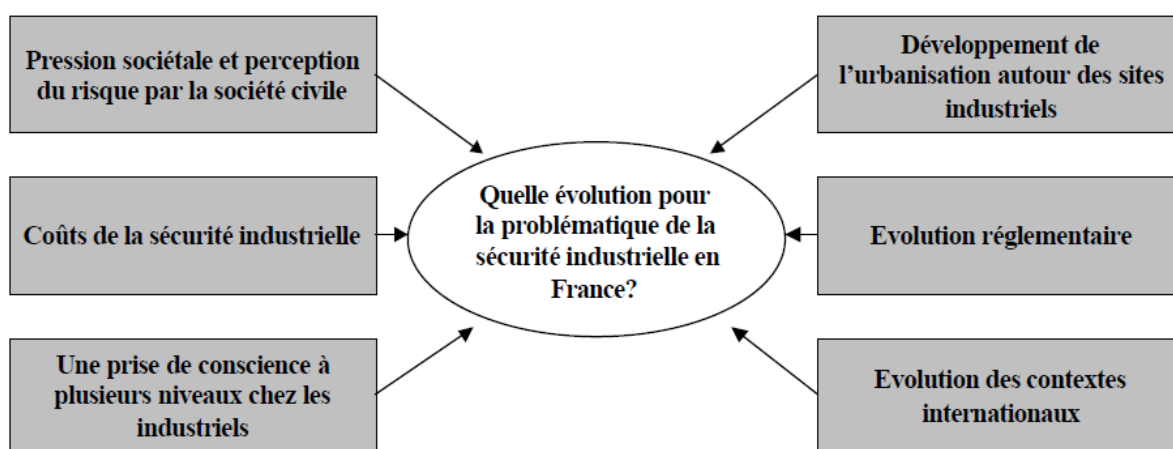 Pression sociétale et perception
du risque par la société civile
Développement de
l'urbanisation autour des sites
industriels
Coûts de la sécurité industrielle
Quelle évolution pour
la problématique de la
sécurité industrielle en
France?
Evolution réglementaire
Une prise de conscience à
plusieurs niveaux chez les
industriels
Evolution des contextes
internationaux